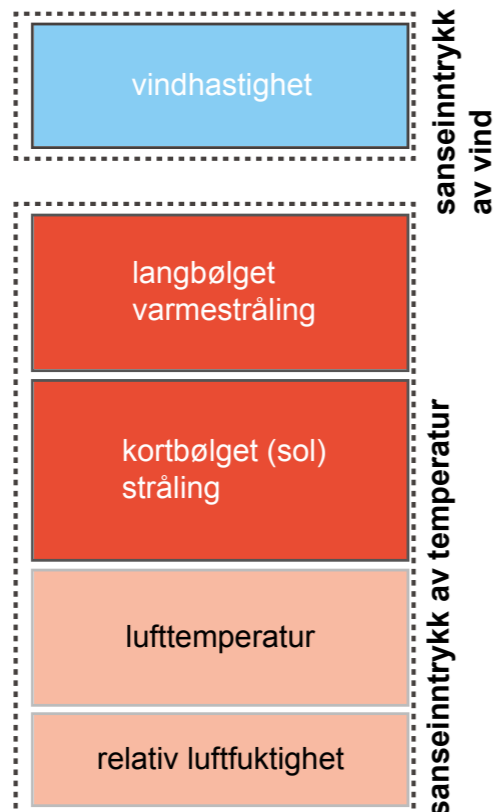 vindhastighet
sanseinntrykk
av vind
langbølget
varmestråling
kortbølget (sol)
stråling
lufttemperatur
relativ luftfuktighet
sanseinntrykk av temperatur